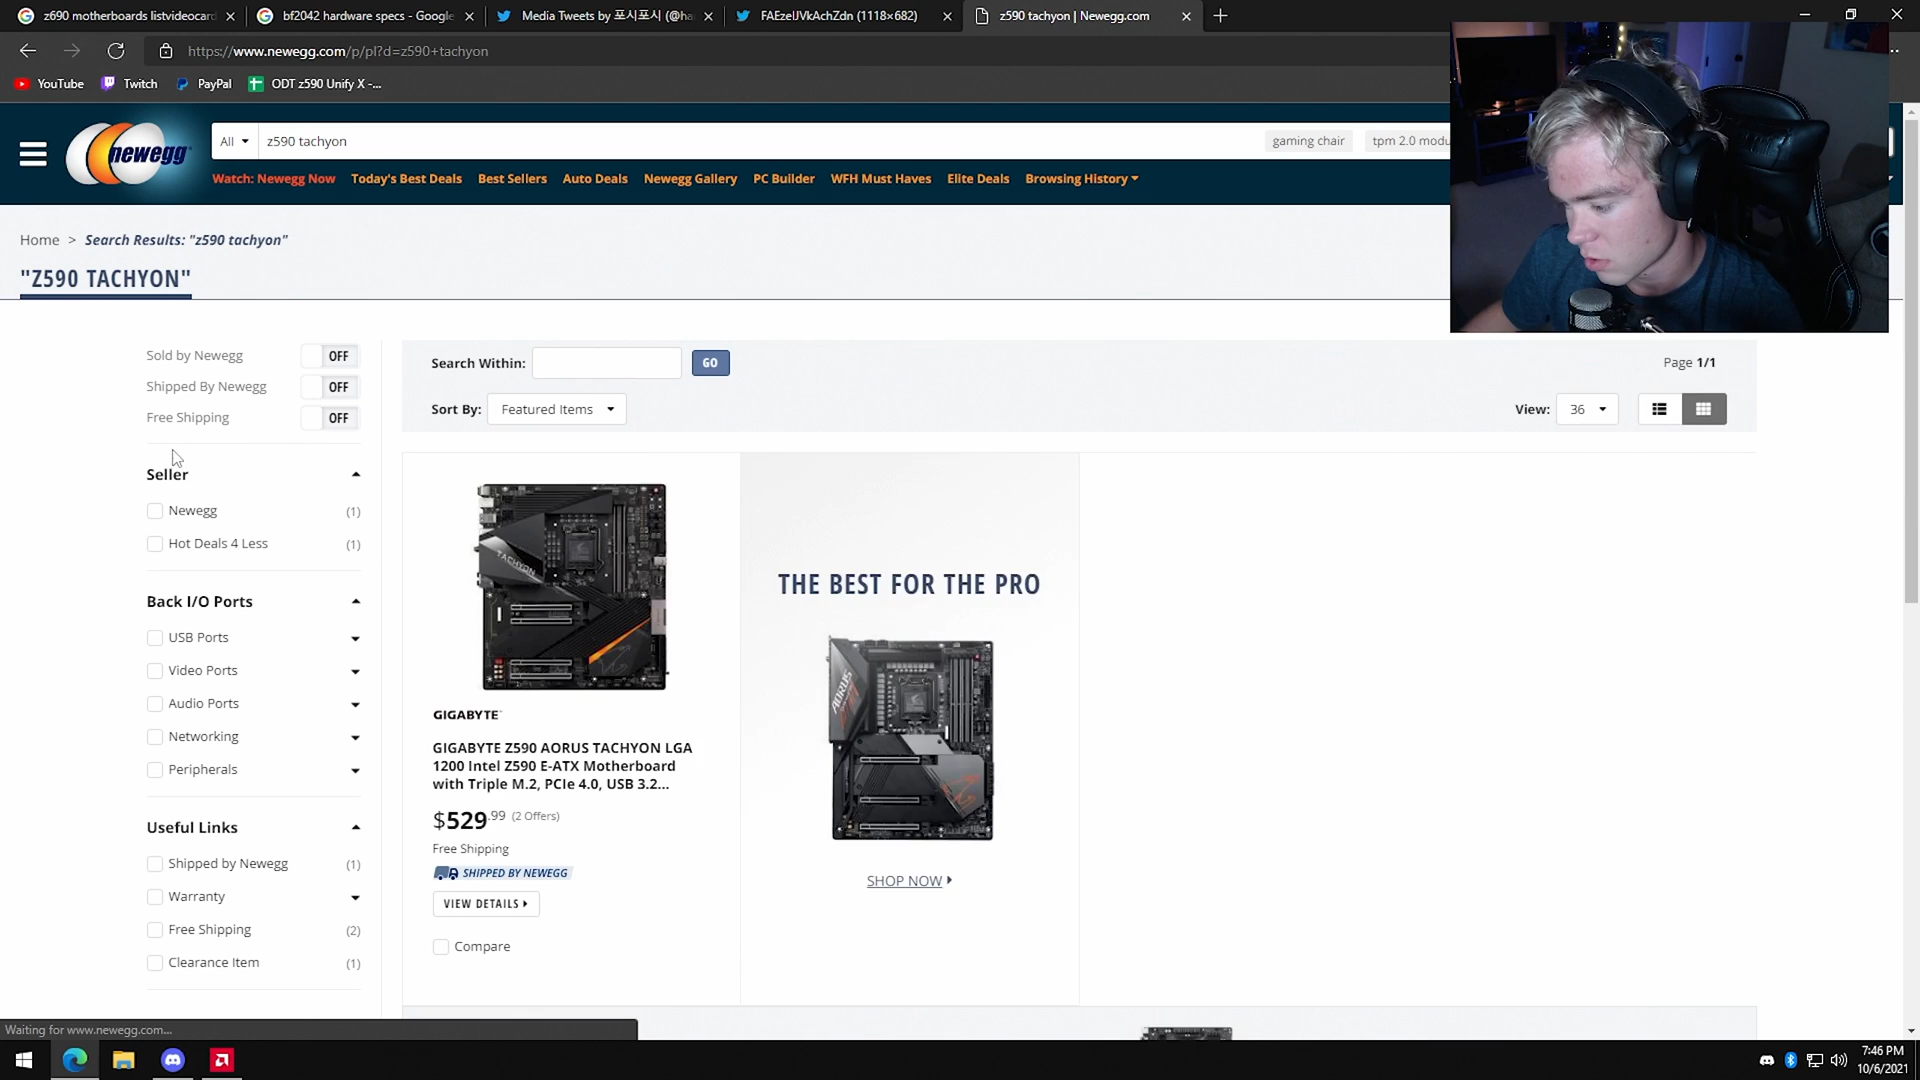 z690 motherboards listvideocard
bf2042 hardware specs - Google
Media Tweets by 포시포시 (@ha
FAEzelJVkAchZdn (1118×682)
z590 tachyon | Newegg.com
https://www.newegg.com/p/pl?d=z590+tachyon
YouTube
Twitch
PayPal
ODT z590 Unify X -...
newegg
All
z590 tachyon
gaming chair
tpm 2.0 modu
Watch: Newegg Now
Today's Best Deals
Best Sellers
Auto Deals
Newegg Gallery
PC Builder
WFH Must Haves
Elite Deals
Browsing History
Home > Search Results: "z590 tachyon"
"Z590 TACHYON"
Sold by Newegg OFF
Shipped By Newegg OFF
Free Shipping OFF
Seller
Newegg (1)
Hot Deals 4 Less (1)
Back I/O Ports
USB Ports
Video Ports
Audio Ports
Networking
Peripherals
Useful Links
Shipped by Newegg (1)
Warranty
Free Shipping (2)
Clearance Item (1)
Search Within: GO
Page 1/1
Sort By: Featured Items
View: 36
TACHYON
GIGABYTE
GIGABYTE Z590 AORUS TACHYON LGA
1200 Intel Z590 E-ATX Motherboard
with Triple M.2, PCIe 4.0, USB 3.2...
$529.99 (2 Offers)
Free Shipping
SHIPPED BY NEWEGG
VIEW DETAILS
Compare
THE BEST FOR THE PRO
AORUS
SHOP NOW
Waiting for www.newegg.com...
7:46 PM
10/6/2021